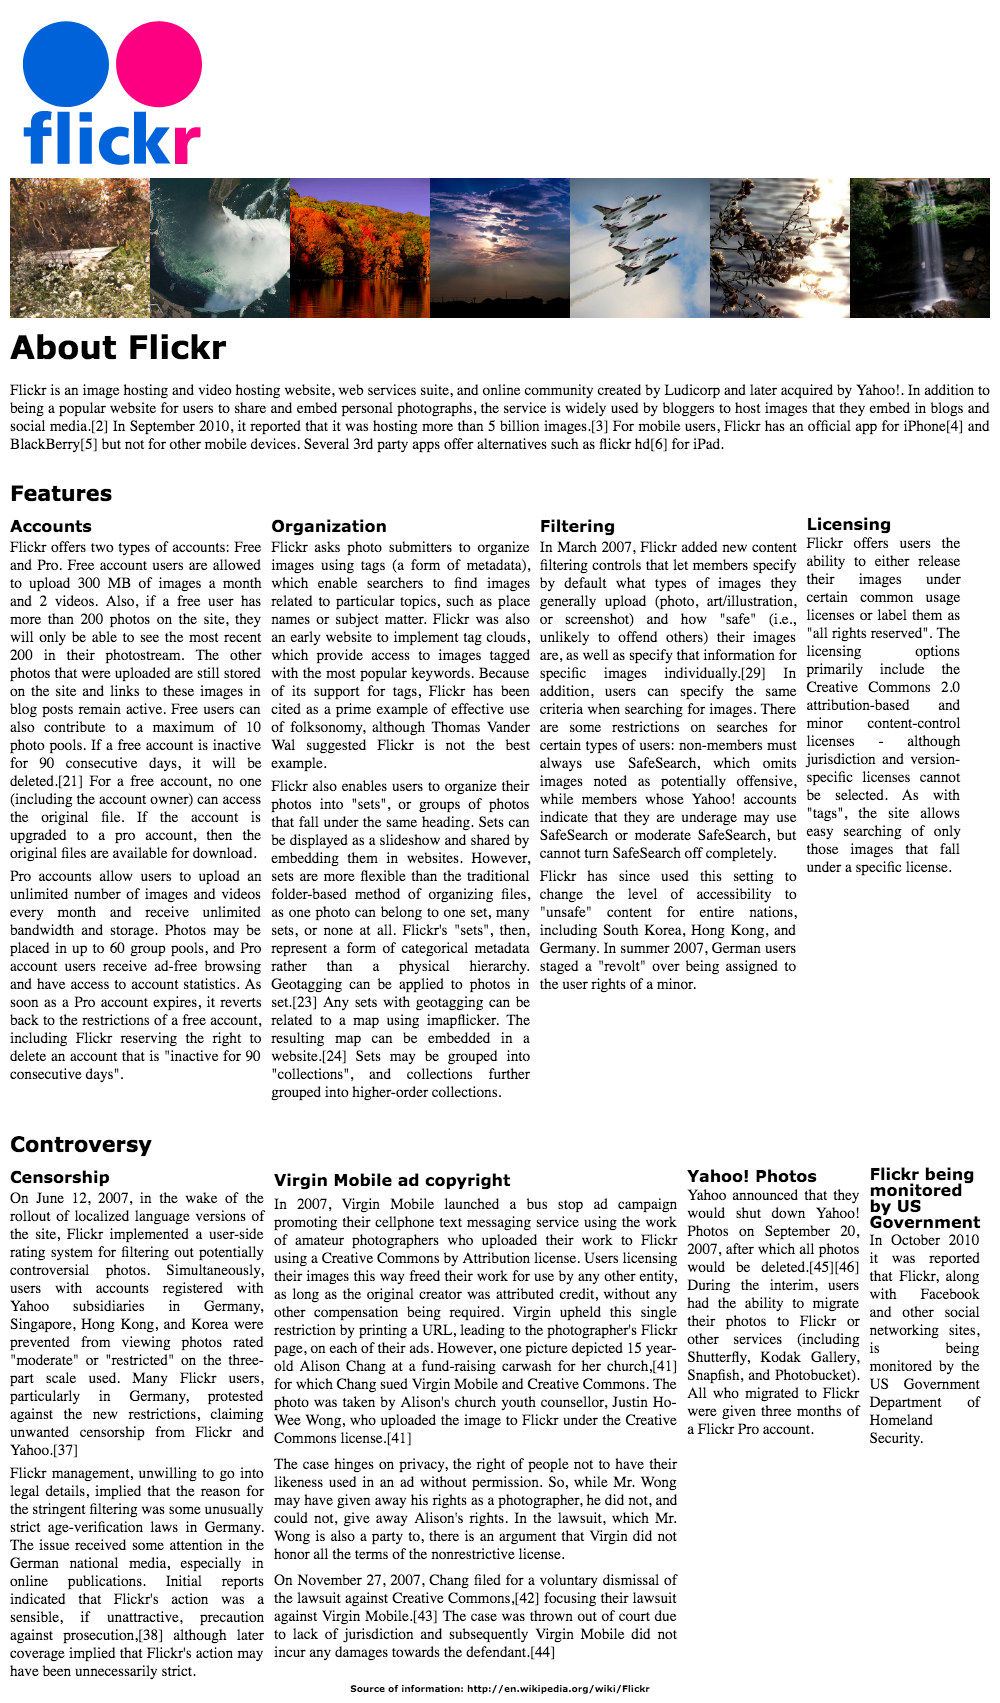 flickr
About Flickr
Flickr is an image hosting and video hosting website, web services suite, and online community created by Ludicorp and later acquired by Yahoo!. In addition to
being a popular website for users to share and embed personal photographs, the service is widely used by bloggers to host images that they embed in blogs and
social media.[2] In September 2010, it reported that it was hosting more than 5 billion images.[3] For mobile users, Flickr has an official app for iPhone[4] and
BlackBerry[5] but not for other mobile devices. Several 3rd party apps offer alternatives such as flickr hd[6] for iPad.
Features
Accounts
Flickr offers two types of accounts: Free
and Pro. Free account users are allowed
to upload 300 MB of images a month
and 2 videos. Also, if a free user has
more than 200 photos on the site, they
will only be able to see the most recent
200 in their photostream. The other
photos that were uploaded are still stored
on the site and links to these images in
blog posts remain active. Free users can
also contribute to a maximum of 10
photo pools. If a free account is inactive
for 90 consecutive days, it will be
deleted.[21] For a free account, no one
(including the account owner) can access
the original file. If the account is
upgraded to a pro account, then the
original files are available for download.
Pro accounts allow users to upload an
unlimited number of images and videos
every month and receive unlimited
bandwidth and storage. Photos may be
placed in up to 60 group pools, and Pro
account users receive ad-free browsing
and have access to account statistics. As
soon as a Pro account expires, it reverts
back to the restrictions of a free account,
including Flickr reserving the right to
delete an account that is "inactive for 90
consecutive days".
Organization
Flickr asks photo submitters to organize
images using tags (a form of metadata),
which enable searchers to find images
related to particular topics, such as place
names or subject matter. Flickr was also
an early website to implement tag clouds,
which provide access to images tagged
with the most popular keywords. Because
of its support for tags, Flickr has been
cited as a prime example of effective use
of folksonomy, although Thomas Vander
Wal suggested Flickr is not the best
example.
Flickr also enables users to organize their
photos into "sets", or groups of photos
that fall under the same heading. Sets can
be displayed as a slideshow and shared by
embedding them in websites. However,
sets are more flexible than the traditional
folder-based method of organizing files,
as one photo can belong to one set, many
sets, or none at all. Flickr's "sets", then,
represent a form of categorical metadata
rather than a physical hierarchy.
Geotagging can be applied to photos in
set.[23] Any sets with geotagging can be
related to a map using imapflicker. The
resulting map can be embedded in a
website.[24] Sets may be grouped into
"collections", and collections further
grouped into higher-order collections.
Filtering
In March 2007, Flickr added new content
filtering controls that let members specify
by default what types of images they
generally upload (photo, art/illustration,
or screenshot) and how "safe" (i.e.,
unlikely to offend others) their images
are, as well as specify that information for
specific images individually.[29] In
addition, users can specify the same
criteria when searching for images. There
are some restrictions on searches for
certain types of users: non-members must
always use SafeSearch, which omits
images noted as potentially offensive,
while members whose Yahoo! accounts
indicate that they are underage may use
SafeSearch or moderate SafeSearch, but
cannot turn SafeSearch off completely.
Flickr has since used this setting to
change the level of accessibility to
"unsafe" content for entire nations,
including South Korea, Hong Kong, and
Germany. In summer 2007, German users
staged a "revolt" over being assigned to
the user rights of a minor.
Licensing
Flickr offers users the
ability to either release
their images under
certain common usage
licenses or label them as
"all rights reserved". The
licensing options
primarily include the
Creative Commons 2.0
attribution-based and
minor content-control
licenses - although
jurisdiction and version-
specific licenses cannot
be selected. As with
"tags", the site allows
easy searching of only
those images that fall
under a specific license.
Controversy
Censorship
On June 12, 2007, in the wake of the
rollout of localized language versions of
the site, Flickr implemented a user-side
rating system for filtering out potentially
controversial photos. Simultaneously,
users with accounts registered with
Yahoo subsidiaries in Germany,
Singapore, Hong Kong, and Korea were
prevented from viewing photos rated
"moderate" or "restricted" on the three-
part scale used. Many Flickr users,
particularly in Germany, protested
against the new restrictions, claiming
unwanted censorship from Flickr and
Yahoo.[37]
Flickr management, unwilling to go into
legal details, implied that the reason for
the stringent filtering was some unusually
strict age-verification laws in Germany.
The issue received some attention in the
German national media, especially in
online publications. Initial reports
indicated that Flickr's action was a
sensible, if unattractive, precaution
against prosecution,[38] although later
coverage implied that Flickr's action may
have been unnecessarily strict.
Virgin Mobile ad copyright
In 2007, Virgin Mobile launched a bus stop ad campaign
promoting their cellphone text messaging service using the work
of amateur photographers who uploaded their work to Flickr
using a Creative Commons by Attribution license. Users licensing
their images this way freed their work for use by any other entity,
as long as the original creator was attributed credit, without any
other compensation being required. Virgin upheld this single
restriction by printing a URL, leading to the photographer's Flickr
page, on each of their ads. However, one picture depicted 15 year-
old Alison Chang at a fund-raising carwash for her church,[41]
for which Chang sued Virgin Mobile and Creative Commons. The
photo was taken by Alison's church youth counsellor, Justin Ho-
Wee Wong, who uploaded the image to Flickr under the Creative
Commons license.[41]
The case hinges on privacy, the right of people not to have their
likeness used in an ad without permission. So, while Mr. Wong
may have given away his rights as a photographer, he did not, and
could not, give away Alison's rights. In the lawsuit, which Mr.
Wong is also a party to, there is an argument that Virgin did not
honor all the terms of the nonrestrictive license.
On November 27, 2007, Chang filed for a voluntary dismissal of
the lawsuit against Creative Commons,[42] focusing their lawsuit
against Virgin Mobile.[43] The case was thrown out of court due
to lack of jurisdiction and subsequently Virgin Mobile did not
incur any damages towards the defendant.[44]
Yahoo! Photos
Yahoo announced that they
would shut down Yahoo!
Photos on September 20,
2007, after which all photos
would be deleted.[45][46]
During the interim, users
had the ability to migrate
their photos to Flickr or
other services (including
Shutterfly, Kodak Gallery,
Snapfish, and Photobucket).
All who migrated to Flickr
were given three months of
a Flickr Pro account.
Flickr being
monitored
by US
Government
In October 2010
it was reported
that Flickr, along
with Facebook
and other social
networking sites,
is being
monitored by the
US Government
Department of
Homeland
Security.
Source of information: http://en.wikipedia.org/wiki/Flickr